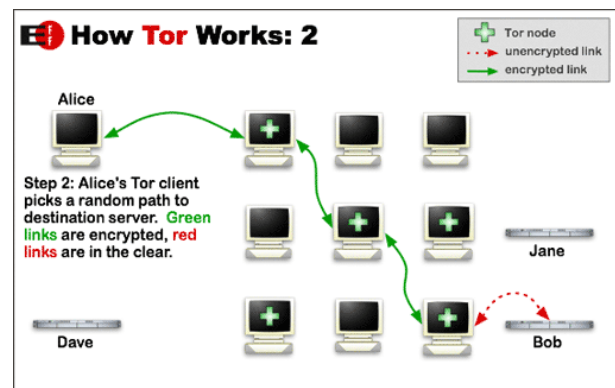 EFF How Tor Works: 2
Tor node
unencrypted link
encrypted link
Alice
Step 2: Alice's Tor client
picks a random path to
destination server. Green
links are encrypted, red
links are in the clear.
Jane
Dave
Bob